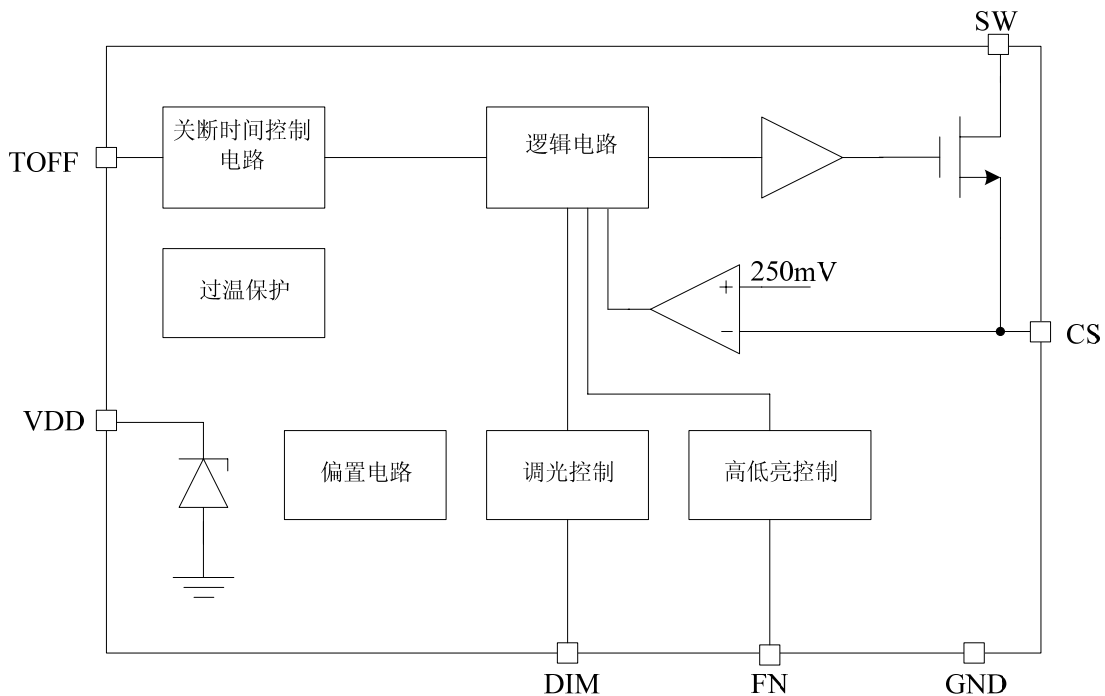 SW
关断时间控制
电路
逻辑电路
TOFF
250mV
+
−
过温保护
CS
VDD
偏置电路
调光控制
高低亮控制
DIM
FN
GND